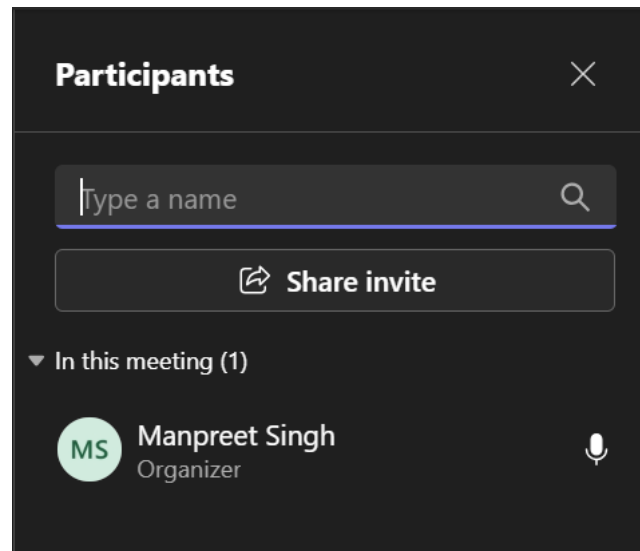 Participants
Type a name
Share invite
In this meeting (1)
MS
Manpreet Singh
Organizer